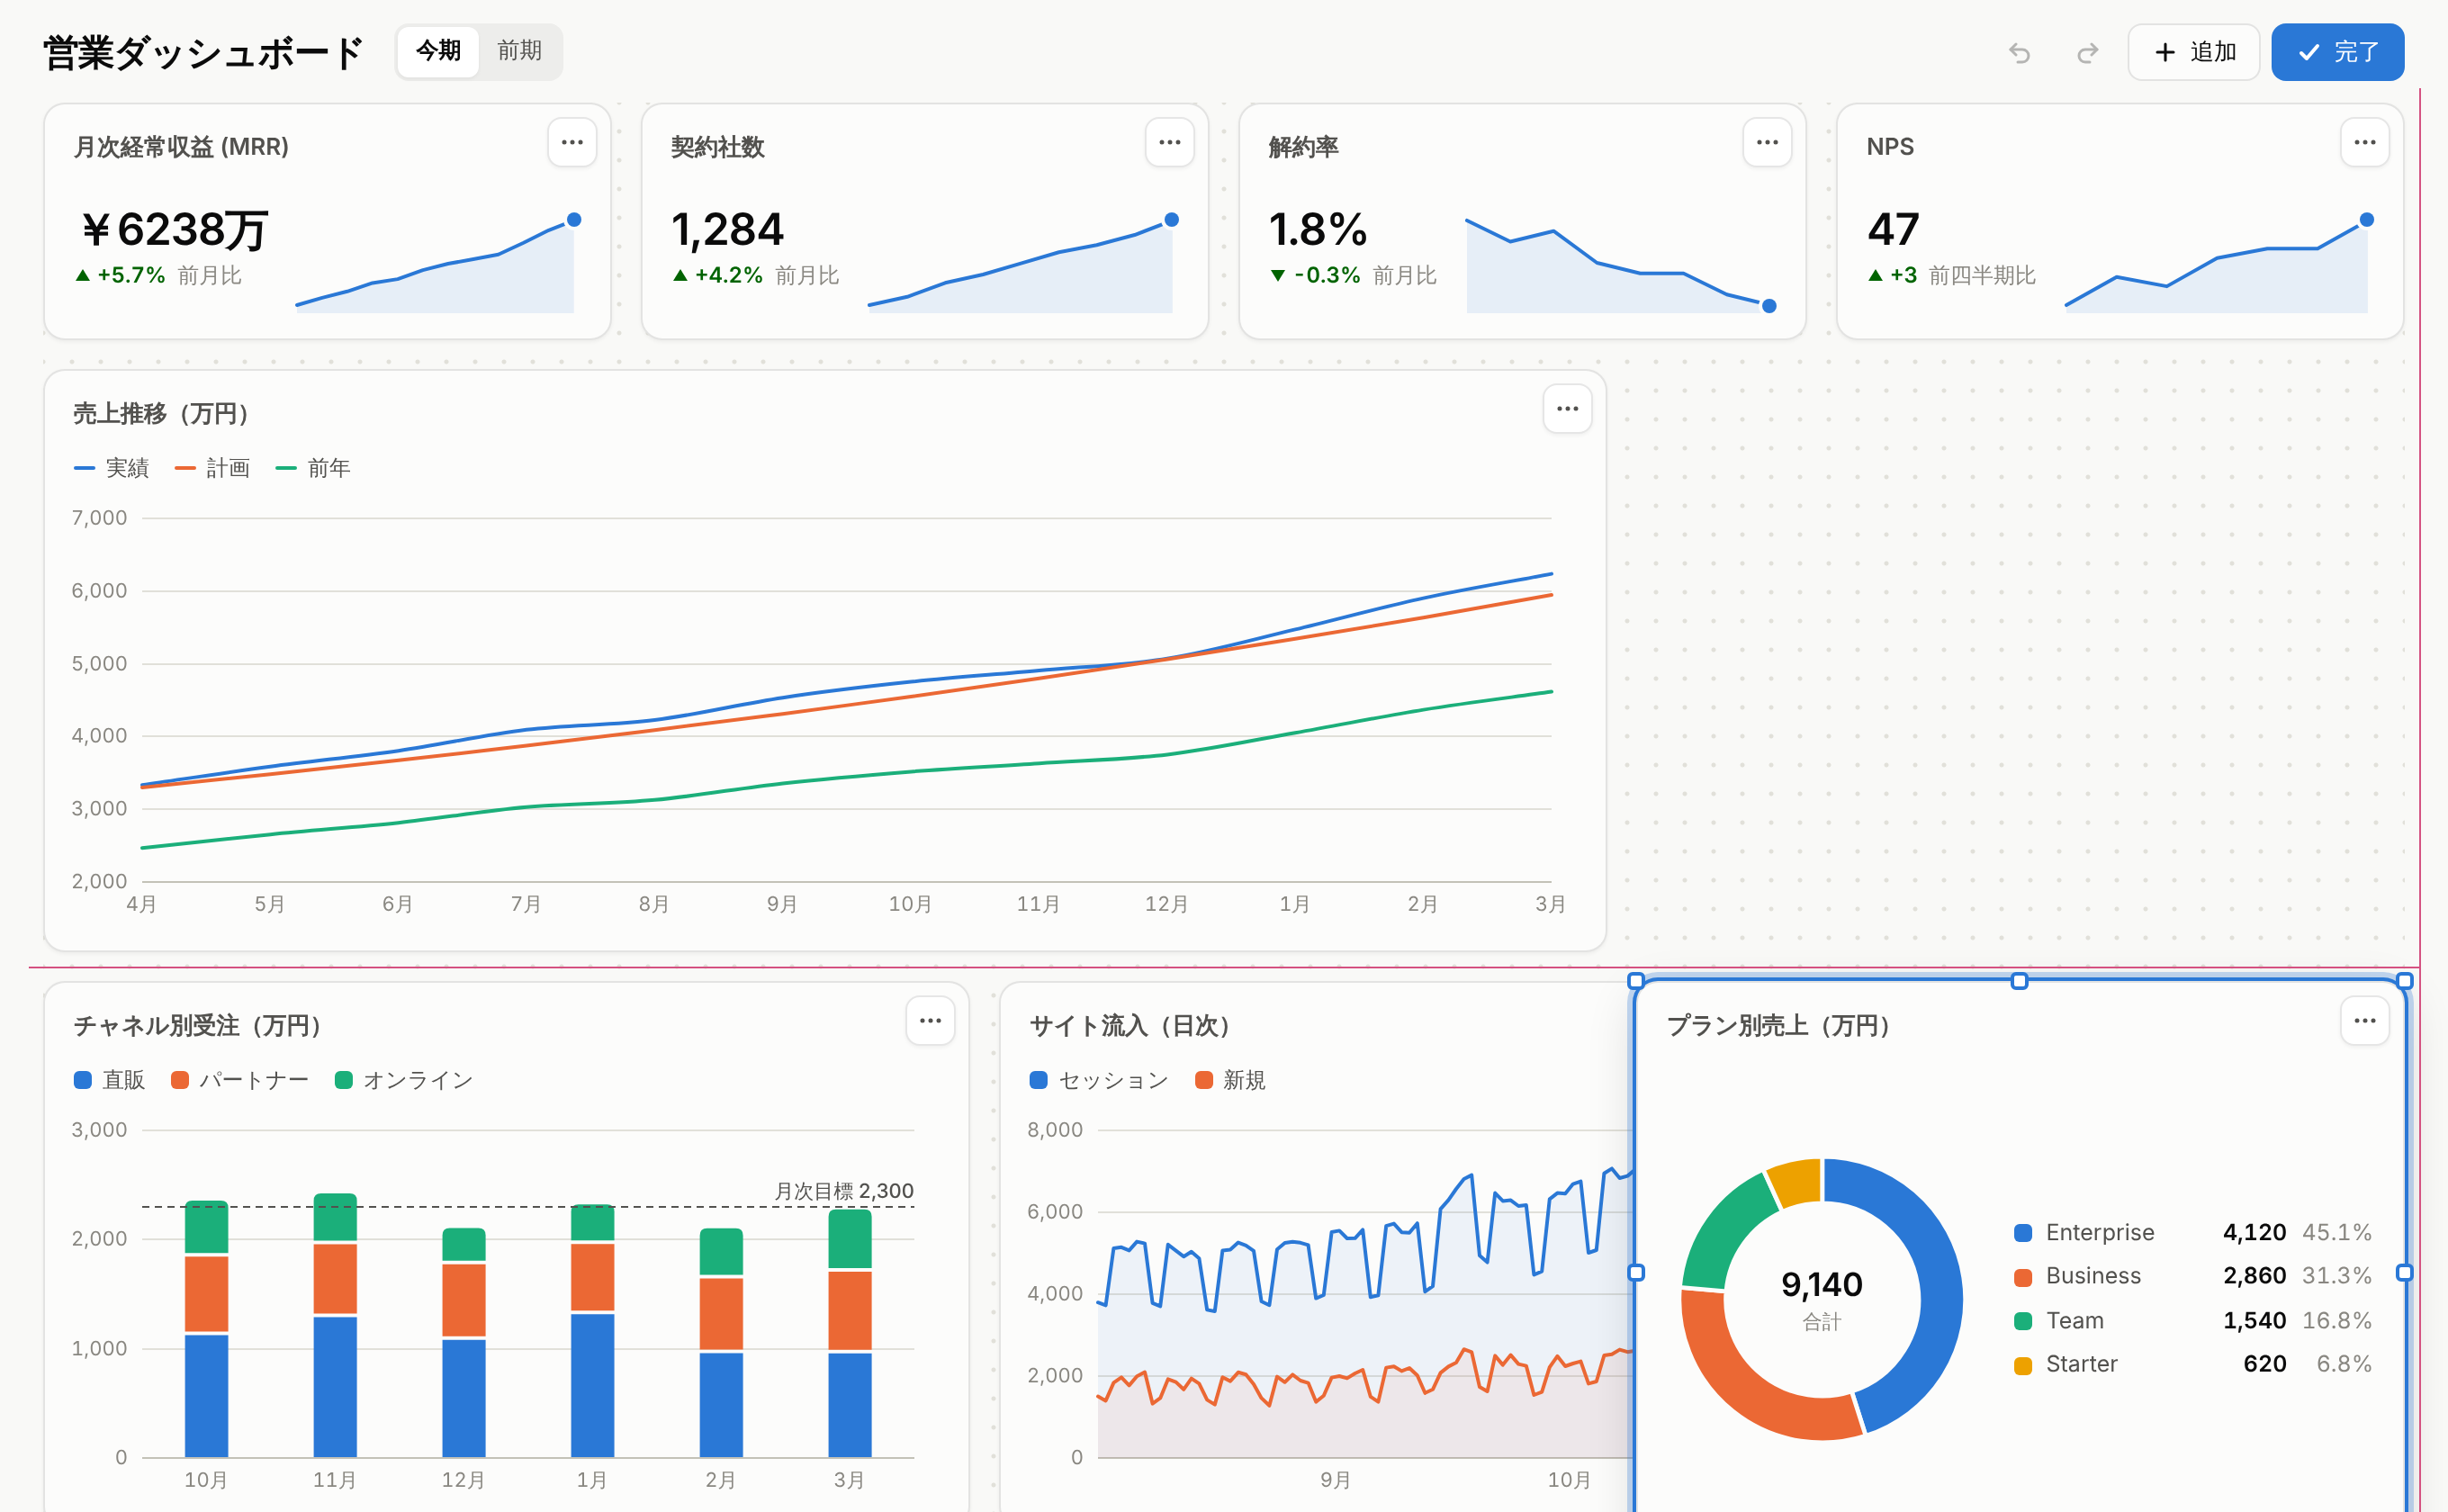 営業ダッシュボード 今期 前期 追加 完了
月次経常収益 (MRR)
¥6238万
+5.7% 前月比
契約社数
1,284
+4.2% 前月比
解約率
1.8%
-0.3% 前月比
NPS
47
+3 前四半期比
売上推移（万円）
実績 計画 前年
7,000
6,000
5,000
4,000
3,000
2,000
4月 5月 6月 7月 8月 9月 10月 11月 12月 1月 2月 3月
チャネル別受注（万円）
直販 パートナー オンライン
3,000
月次目標 2,300
2,000
1,000
0
10月 11月 12月 1月 2月 3月
サイト流入（日次）
セッション 新規
8,000
6,000
4,000
2,000
0
9月 10月
プラン別売上（万円）
9,140
合計
Enterprise 4,120 45.1%
Business 2,860 31.3%
Team 1,540 16.8%
Starter 620 6.8%